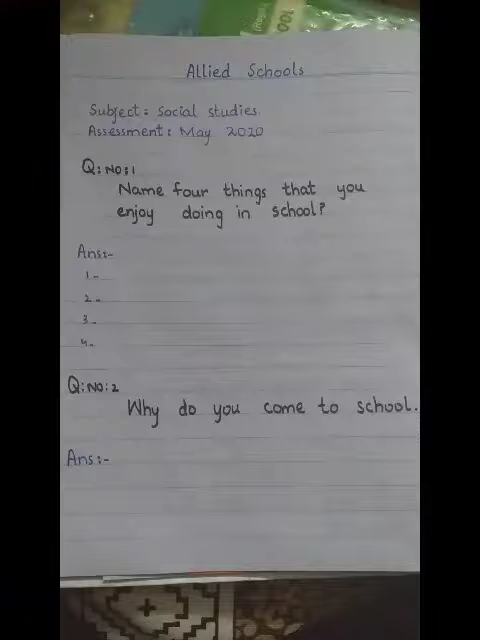 100
Allied Schools
Subject: Social studies.
Assessment: May 2020
Q:NO:1
Name four things that you
enjoy doing in school?
Ans:-
1-
2-
3-
4-
Q:NO:2
Why do you come to school.
Ans:-